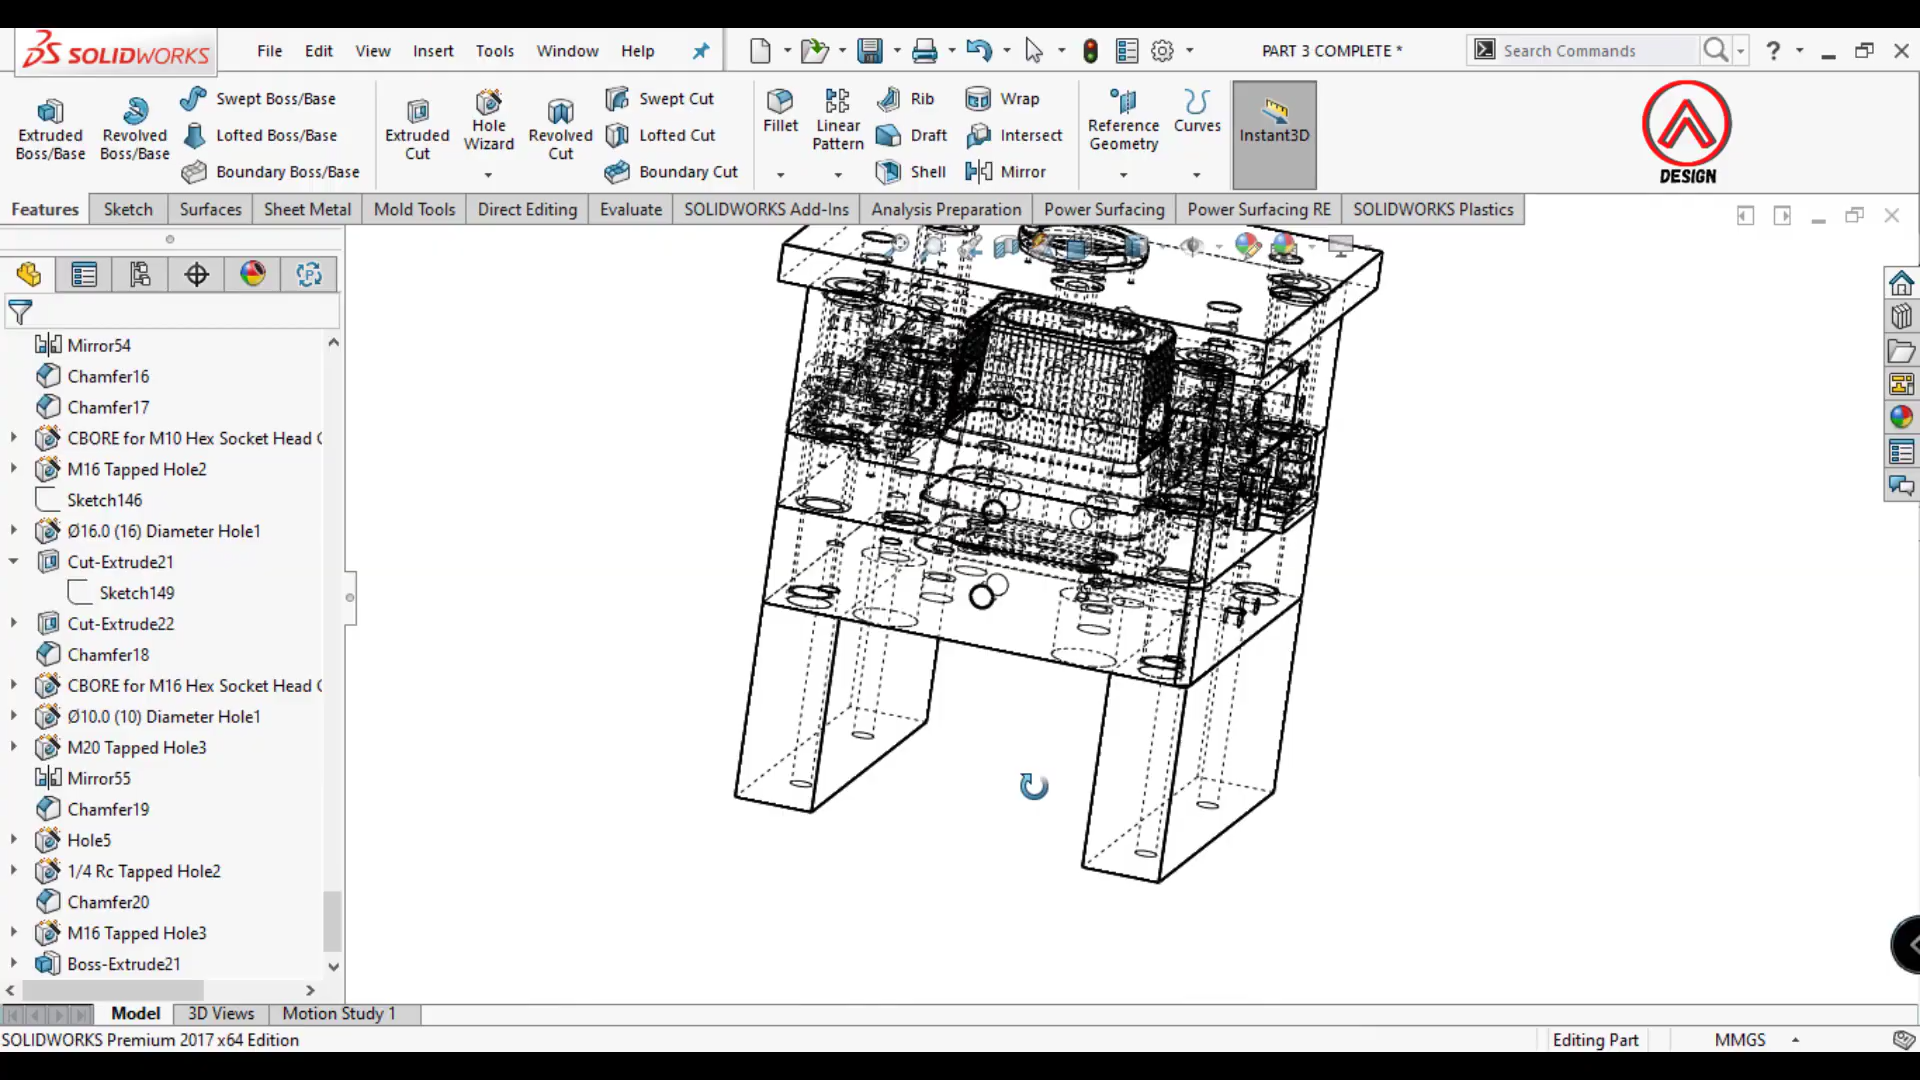 SOLIDWORKS
File Edit View Insert Tools Window Help
PART 3 COMPLETE *
Search Commands
Extruded Boss/Base
Revolved Boss/Base
Swept Boss/Base
Lofted Boss/Base
Boundary Boss/Base
Extruded Cut
Hole Wizard
Revolved Cut
Swept Cut
Lofted Cut
Boundary Cut
Fillet
Linear Pattern
Rib
Draft
Shell
Wrap
Intersect
Mirror
Reference Geometry
Curves
Instant3D
DESIGN
Features Sketch Surfaces Sheet Metal Mold Tools Direct Editing Evaluate SOLIDWORKS Add-Ins Analysis Preparation Power Surfacing Power Surfacing RE SOLIDWORKS Plastics
Mirror54
Chamfer16
Chamfer17
CBORE for M10 Hex Socket Head C
M16 Tapped Hole2
Sketch146
Ø16.0 (16) Diameter Hole1
Cut-Extrude21
Sketch149
Cut-Extrude22
Chamfer18
CBORE for M16 Hex Socket Head C
Ø10.0 (10) Diameter Hole1
M20 Tapped Hole3
Mirror55
Chamfer19
Hole5
1/4 Rc Tapped Hole2
Chamfer20
M16 Tapped Hole3
Boss-Extrude21
Model 3D Views Motion Study 1
SOLIDWORKS Premium 2017 x64 Edition
Editing Part
MMGS